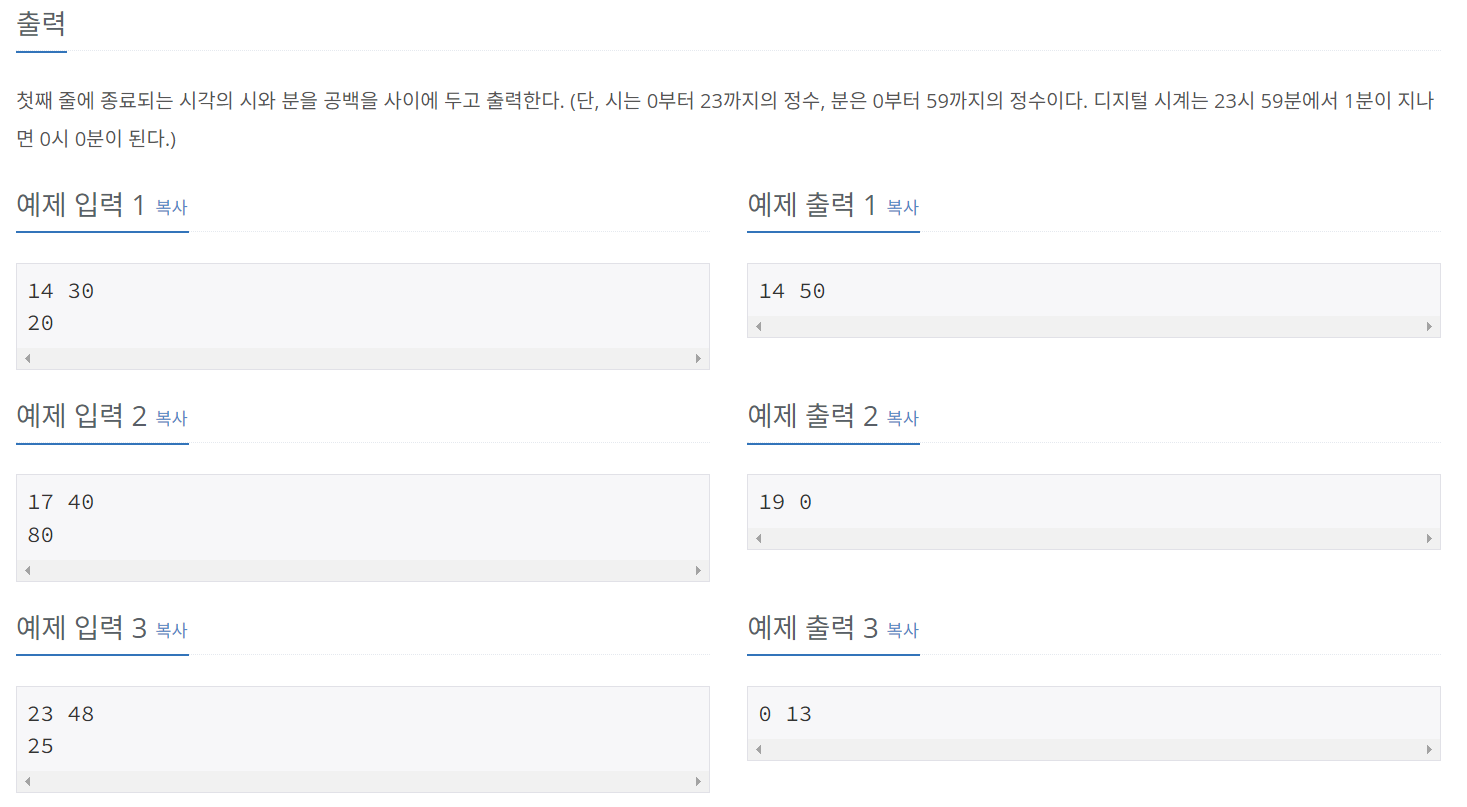 출력
첫째 줄에 종료되는 시각의 시와 분을 공백을 사이에 두고 출력한다. (단, 시는 0부터 23까지의 정수, 분은 0부터 59까지의 정수이다. 디지털 시계는 23시 59분에서 1분이 지나
면 0시 0분이 된다.)
예제 입력 1 복사
14 30
20
예제 출력 1 복사
14 50
예제 입력 2 복사
17 40
80
예제 출력 2 복사
19 0
예제 입력 3 복사
23 48
25
예제 출력 3 복사
0 13